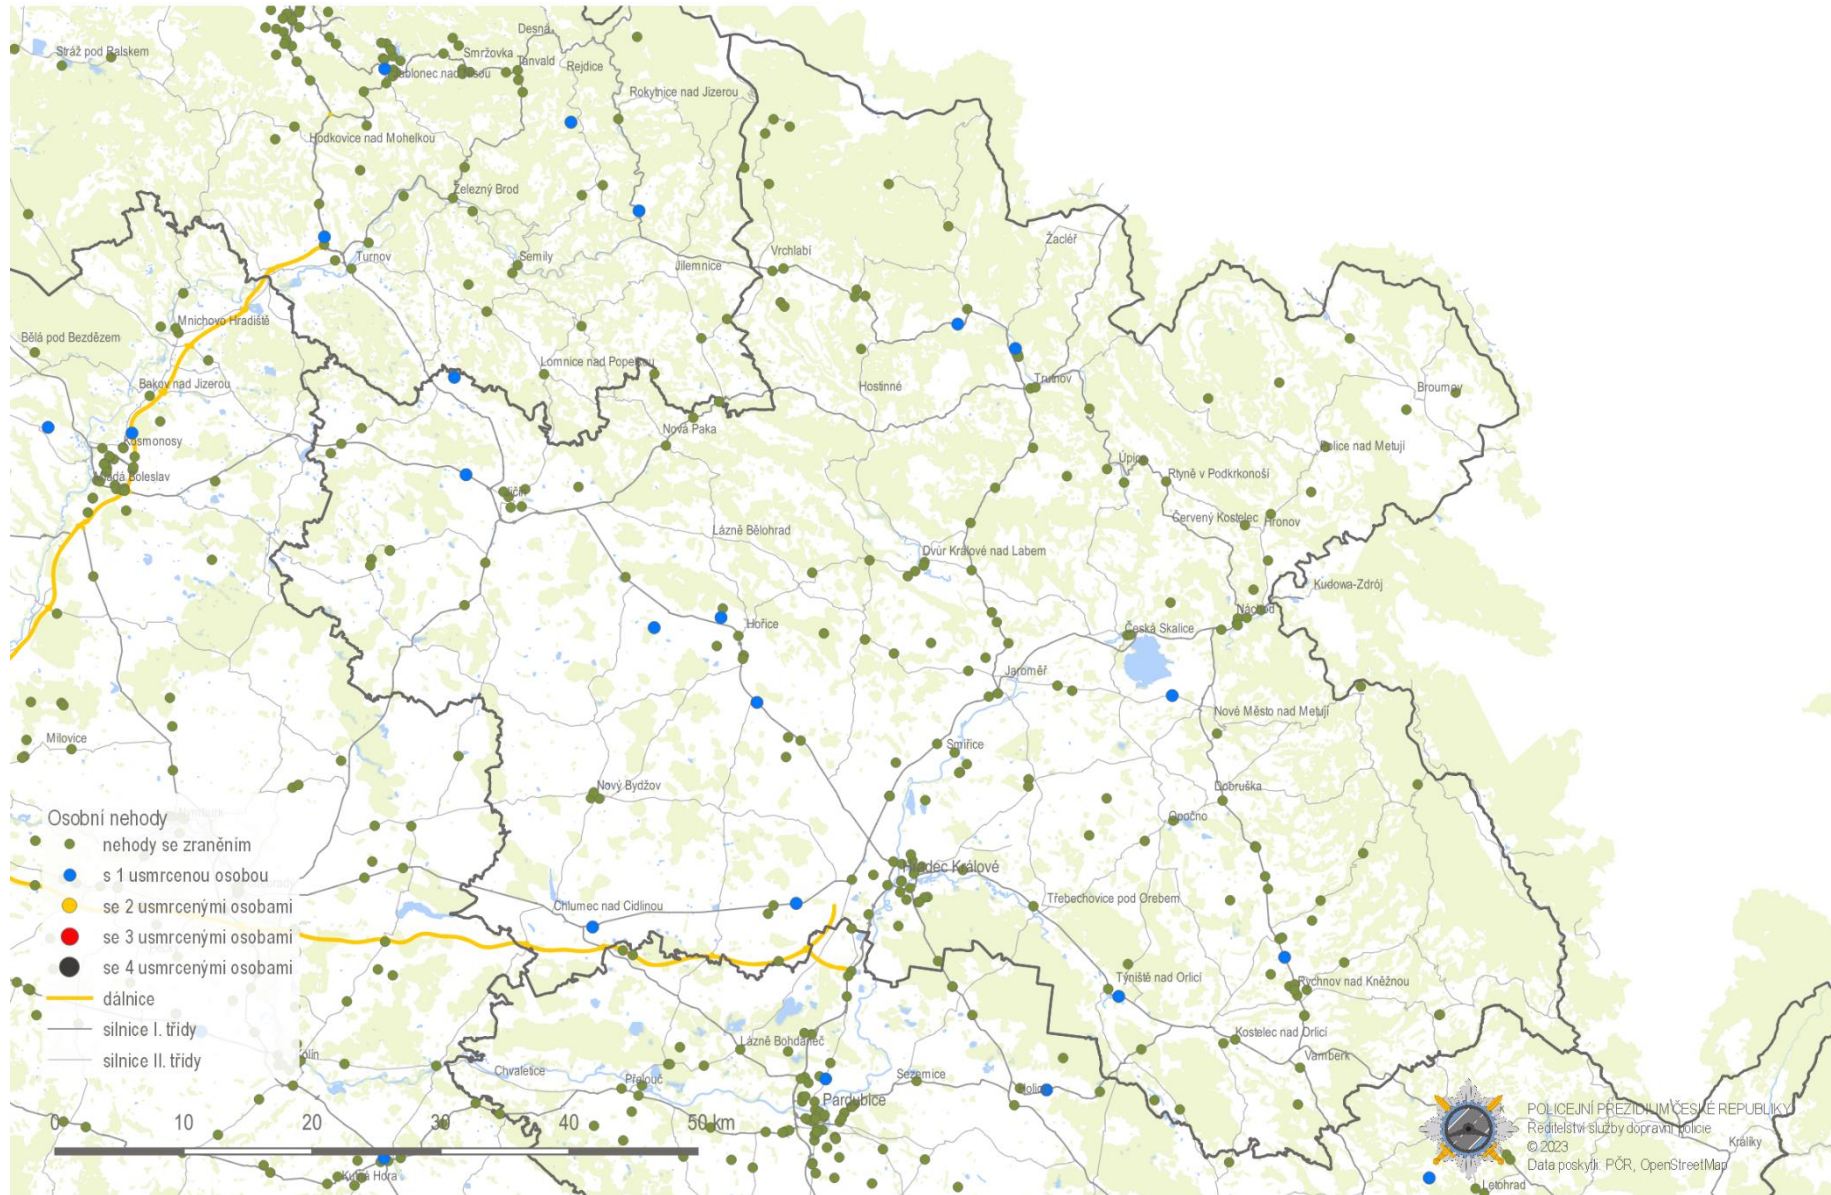 Desná
Stráž pod Ralskem
Smržovka
Tanvald
Rejdice
Jablonec nad Nisou
Rokytnice nad Jizerou
Hodkovice nad Mohelkou
Železný Brod
Žacléř
Turnov
Semily
Vrchlabí
Jilemnice
Mnichovo Hradiště
Bělá pod Bezdězem
Lomnice nad Popelkou
Bakov nad Jizerou
Hostinné
Trutnov
Broumov
Nová Paka
Kosmonosy
Police nad Metují
Úpice
Mladá Boleslav
Rtyně v Podkrkonoší
Jičín
Červený Kostelec
Hronov
Lázně Bělohrad
Dvůr Králové nad Labem
Kudowa-Zdrój
Náchod
Hořice
Česká Skalice
Jaroměř
Nové Město nad Metují
Milovice
Smiřice
Nový Bydžov
Dobruška
Opočno
Hradec Králové
Chlumec nad Cidlinou
Třebechovice pod Orebem
Týniště nad Orlicí
Rychnov nad Kněžnou
Kostelec nad Orlicí
Lázně Bohdaneč
Vamberk
Chvaletice
Přelouč
Sezemice
Holice
Pardubice
Kutná Hora
Králíky
Letohrad
Osobní nehody
nehody se zraněním
s 1 usmrcenou osobou
se 2 usmrcenými osobami
se 3 usmrcenými osobami
se 4 usmrcenými osobami
dálnice
silnice I. třídy
silnice II. třídy
0 10 20 30 40 50 km
POLICEJNÍ PREZIDIUM ČESKÉ REPUBLIKY
Ředitelství služby dopravní policie
© 2023
Data poskytli: PČR, OpenStreetMap